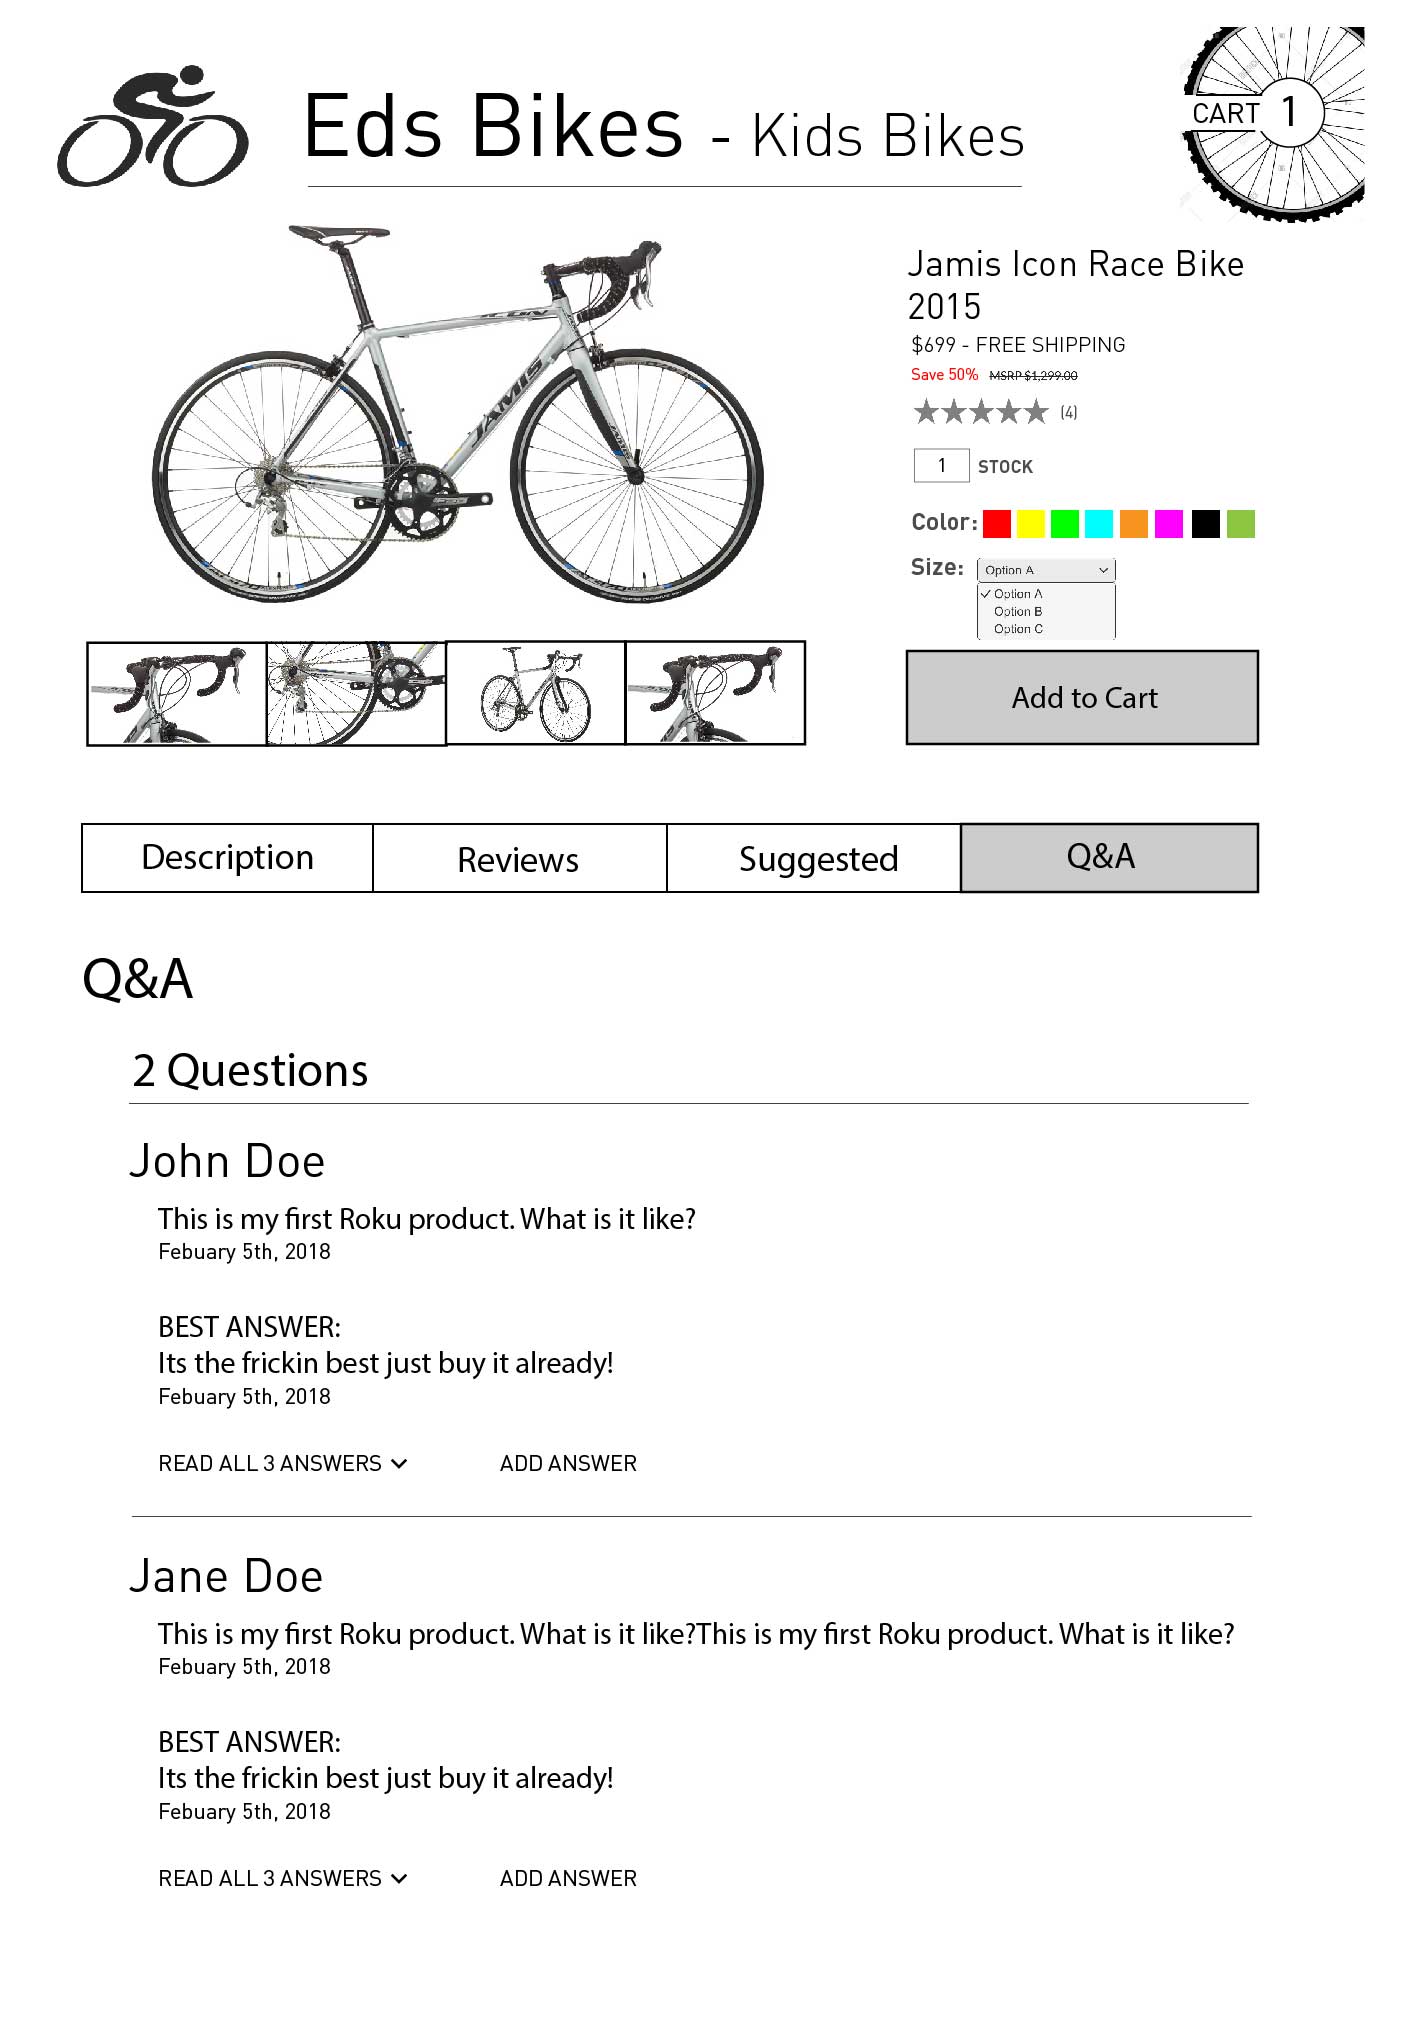 Eds Bikes - Kids Bikes
CART 1
Jamis Icon Race Bike
2015
$699 - FREE SHIPPING
Save 50% MSRP $1,299.00
(4)
1 STOCK
Color:
Size: Option A
Option A
Option B
Option C
ICON
JAMIS
Add to Cart
Description Reviews Suggested Q&A
Q&A
2 Questions
John Doe
This is my first Roku product. What is it like?
Febuary 5th, 2018
BEST ANSWER:
Its the frickin best just buy it already!
Febuary 5th, 2018
READ ALL 3 ANSWERS ADD ANSWER
Jane Doe
This is my first Roku product. What is it like?This is my first Roku product. What is it like?
Febuary 5th, 2018
BEST ANSWER:
Its the frickin best just buy it already!
Febuary 5th, 2018
READ ALL 3 ANSWERS ADD ANSWER